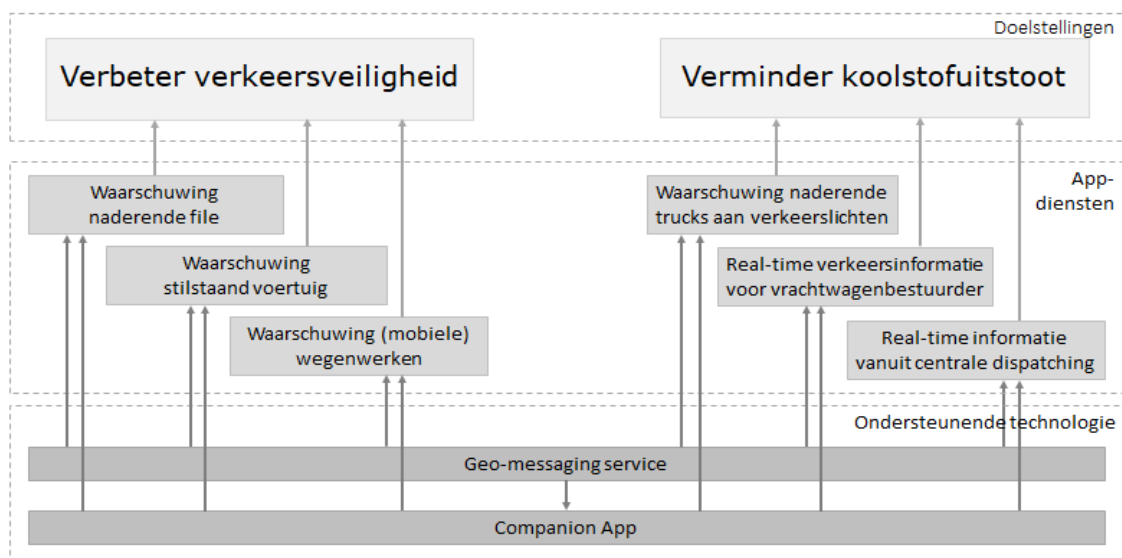 Doelstellingen
Verbeter verkeersveiligheid
Verminder koolstofuitstoot
App-
diensten
Waarschuwing
naderende file
Waarschuwing
stilstaand voertuig
Waarschuwing (mobiele)
wegenwerken
Waarschuwing naderende
trucks aan verkeerslichten
Real-time verkeersinformatie
voor vrachtwagenbestuurder
Real-time informatie
vanuit centrale dispatching
Ondersteunende technologie
Geo-messaging service
Companion App